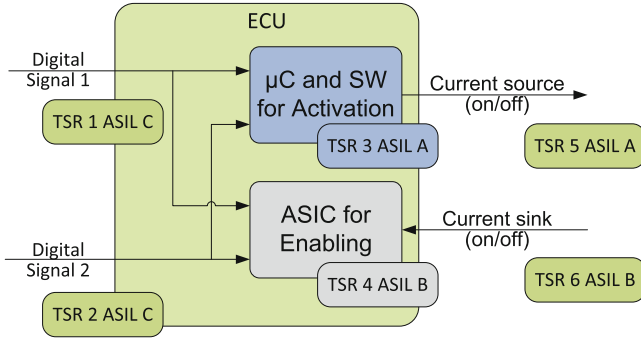 ECU
Digital
Signal 1
TSR 1 ASIL C
µC and SW
for Activation
TSR 3 ASIL A
Current source
(on/off)
TSR 5 ASIL A
ASIC for
Enabling
TSR 4 ASIL B
Current sink
(on/off)
TSR 6 ASIL B
Digital
Signal 2
TSR 2 ASIL C